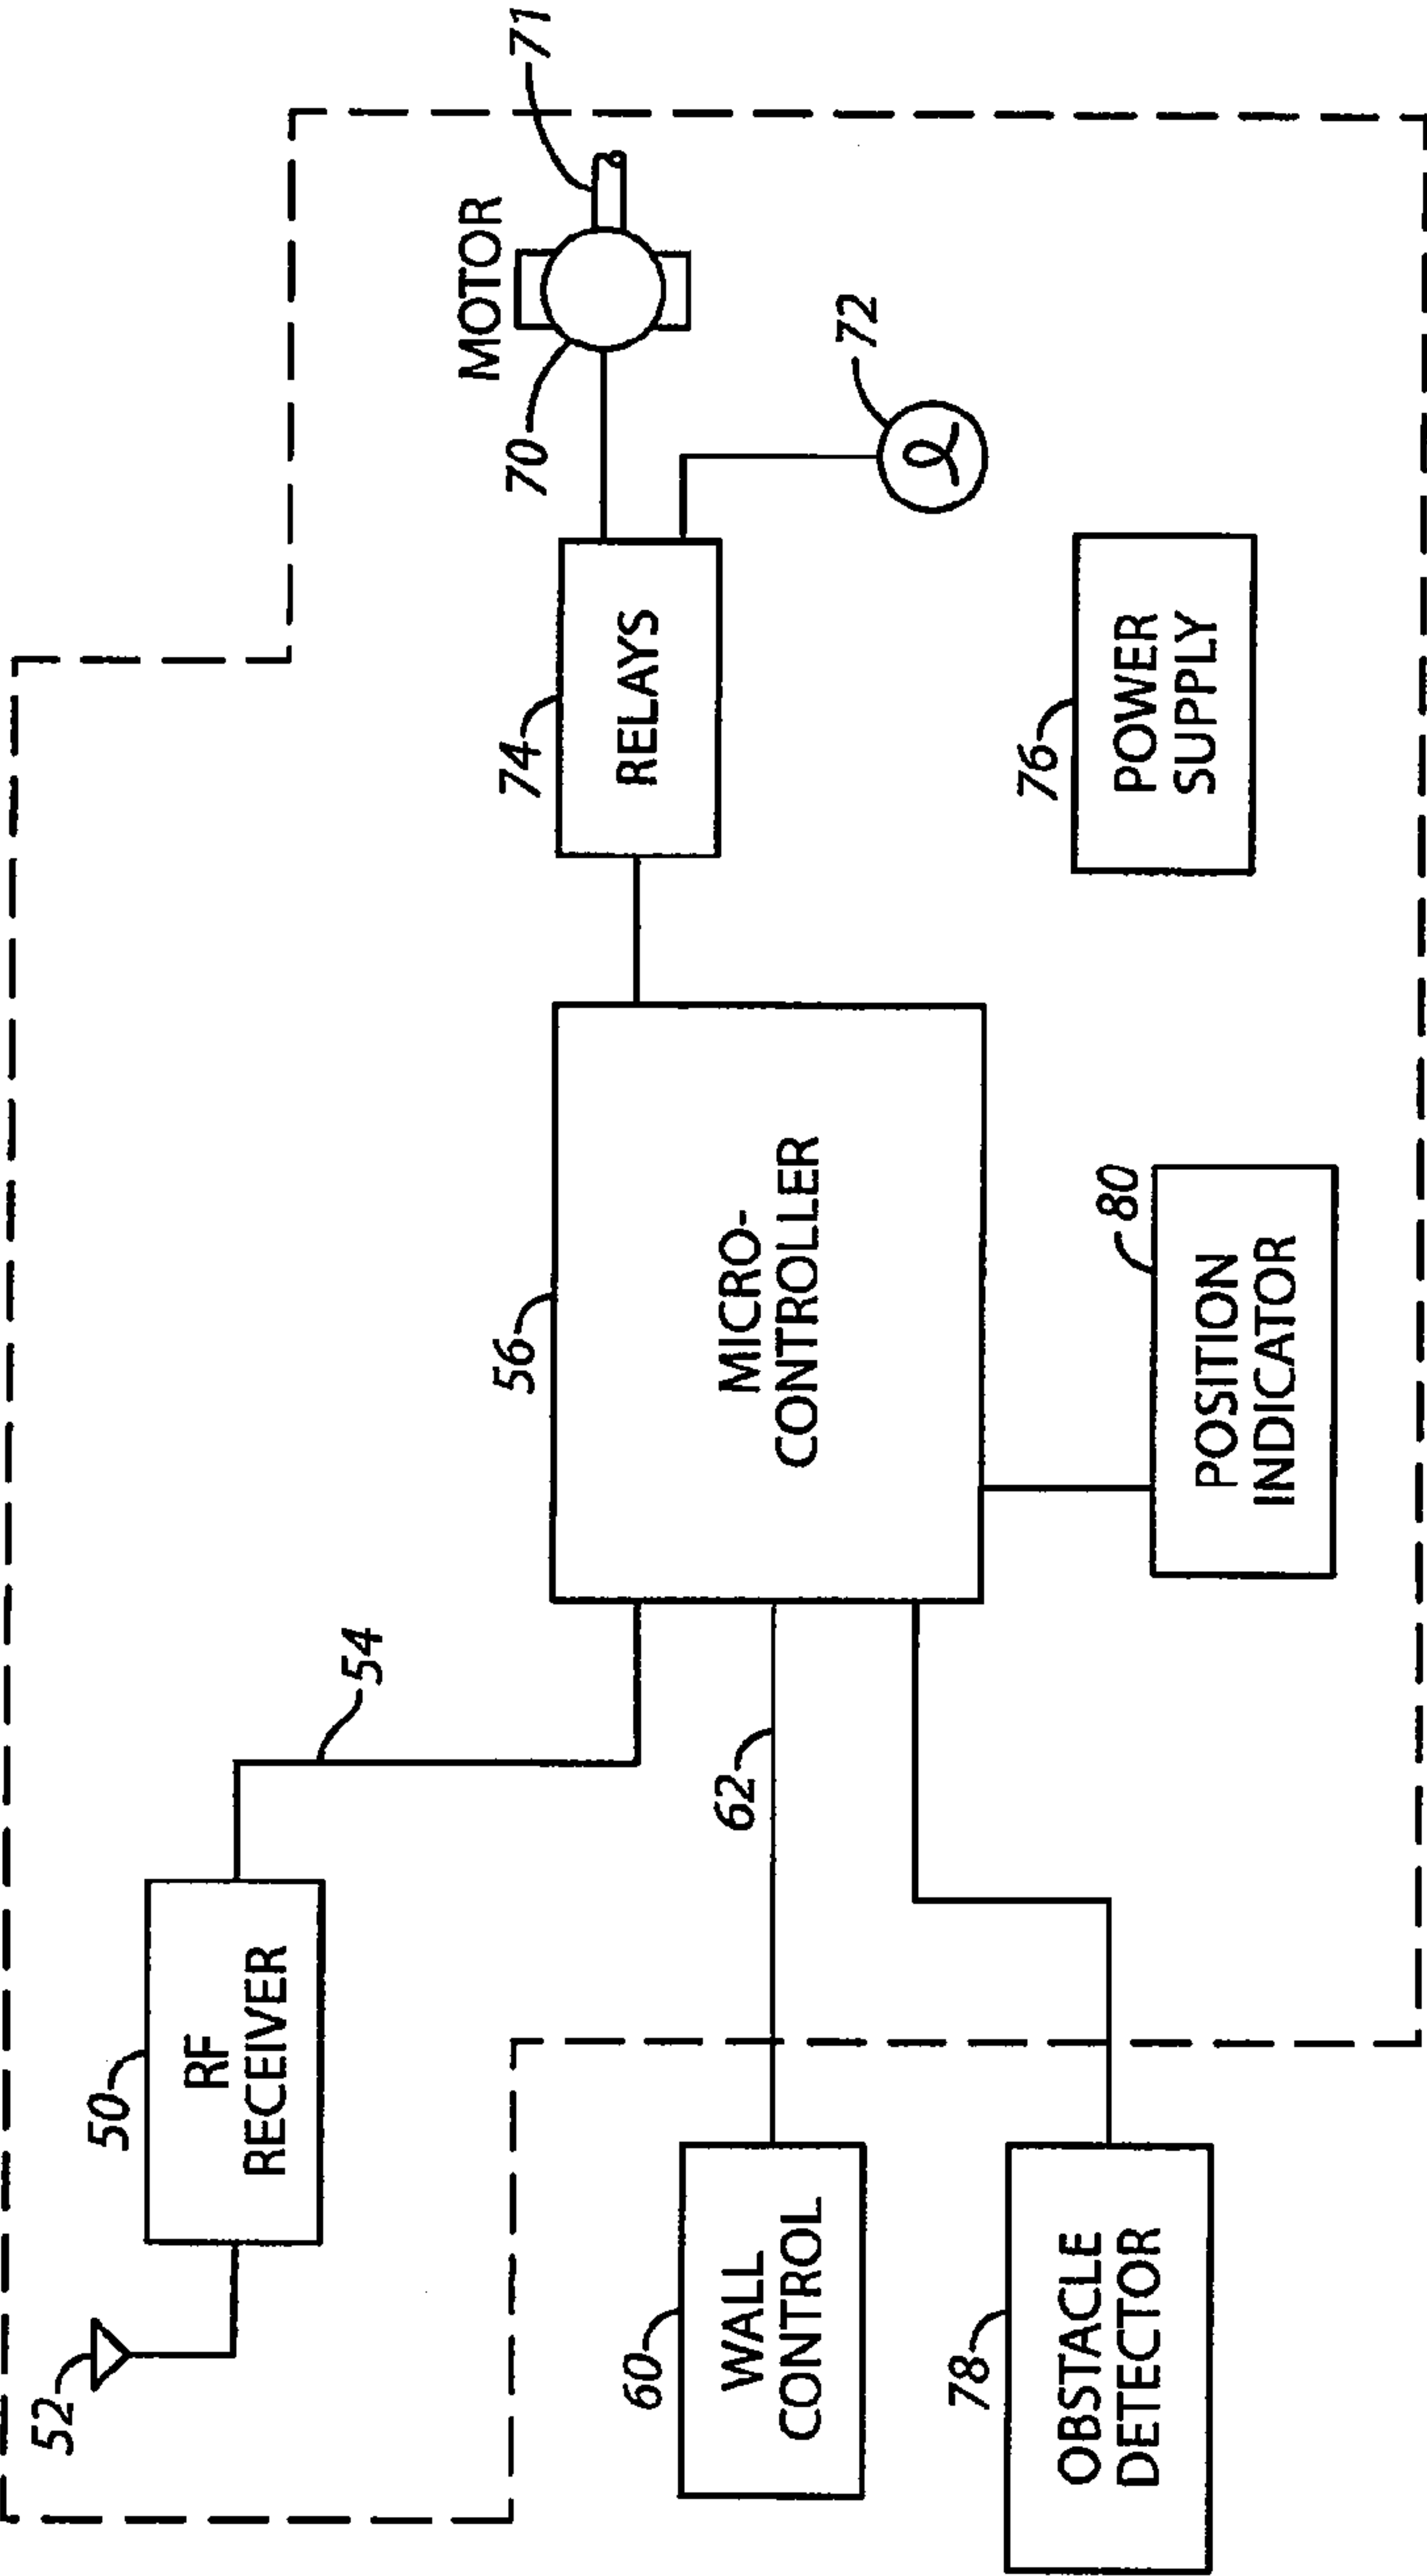 52
50
RF
RECEIVER
54
56
MICRO-
CONTROLLER
74
RELAYS
70
MOTOR
71
72
60
WALL
CONTROL
62
78
OBSTACLE
DETECTOR
80
POSITION
INDICATOR
76
POWER
SUPPLY